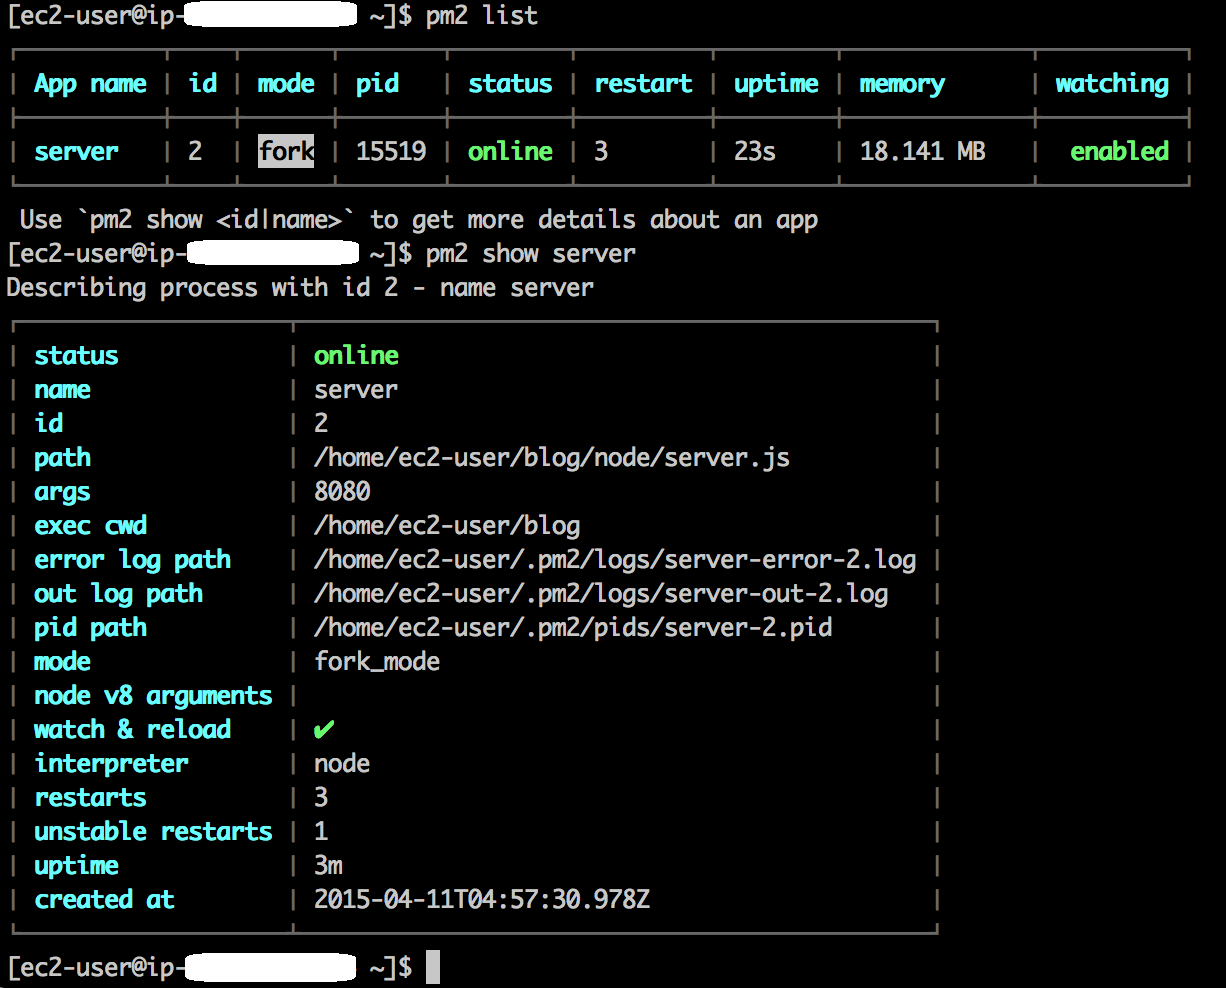 [ec2-user@ip- ~]$ pm2 list
App name | id | mode | pid | status | restart | uptime | memory | watching
server | 2 | fork | 15519 | online | 3 | 23s | 18.141 MB | enabled
Use `pm2 show <id|name>` to get more details about an app
[ec2-user@ip- ~]$ pm2 show server
Describing process with id 2 - name server
status | online
name | server
id | 2
path | /home/ec2-user/blog/node/server.js
args | 8080
exec cwd | /home/ec2-user/blog
error log path | /home/ec2-user/.pm2/logs/server-error-2.log
out log path | /home/ec2-user/.pm2/logs/server-out-2.log
pid path | /home/ec2-user/.pm2/pids/server-2.pid
mode | fork_mode
node v8 arguments |
watch & reload | ✔
interpreter | node
restarts | 3
unstable restarts | 1
uptime | 3m
created at | 2015-04-11T04:57:30.978Z
[ec2-user@ip- ~]$